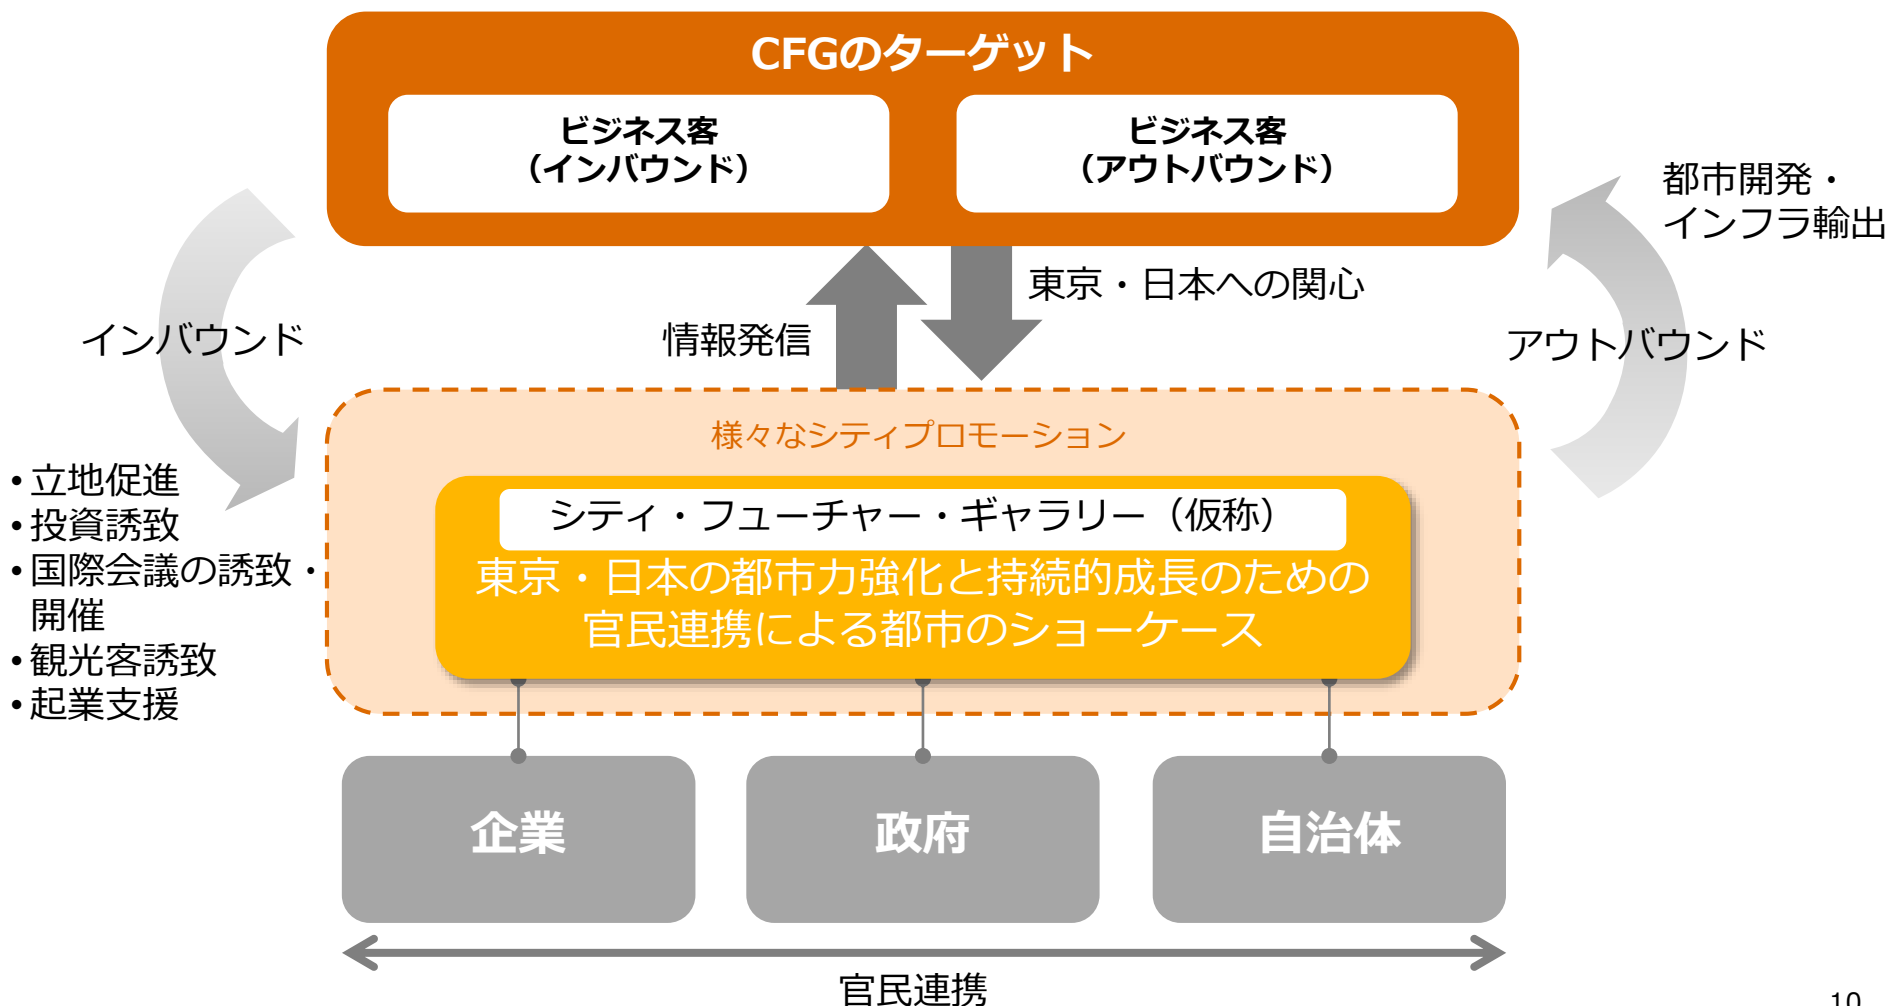 CFGのターゲット
ビジネス客
（インバウンド）
ビジネス客
（アウトバウンド）
都市開発・
インフラ輸出
東京・日本への関心
情報発信
インバウンド
アウトバウンド
様々なシティプロモーション
シティ・フューチャー・ギャラリー（仮称）
東京・日本の都市力強化と持続的成長のための
官民連携による都市のショーケース
•立地促進
•投資誘致
•国際会議の誘致・
開催
•観光客誘致
•起業支援
企業
政府
自治体
官民連携
10